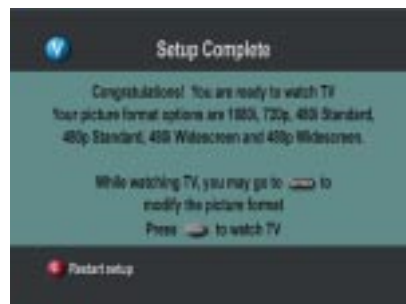 V
Setup Complete
Congratulations! You are ready to watch TV
Your picture format options are 1080i, 720p, 480i Standard,
480p Standard, 480i Widescreen and 480p Widescreen.
While watching TV, you may go to to
modify the picture format
Press to watch TV
Restart setup